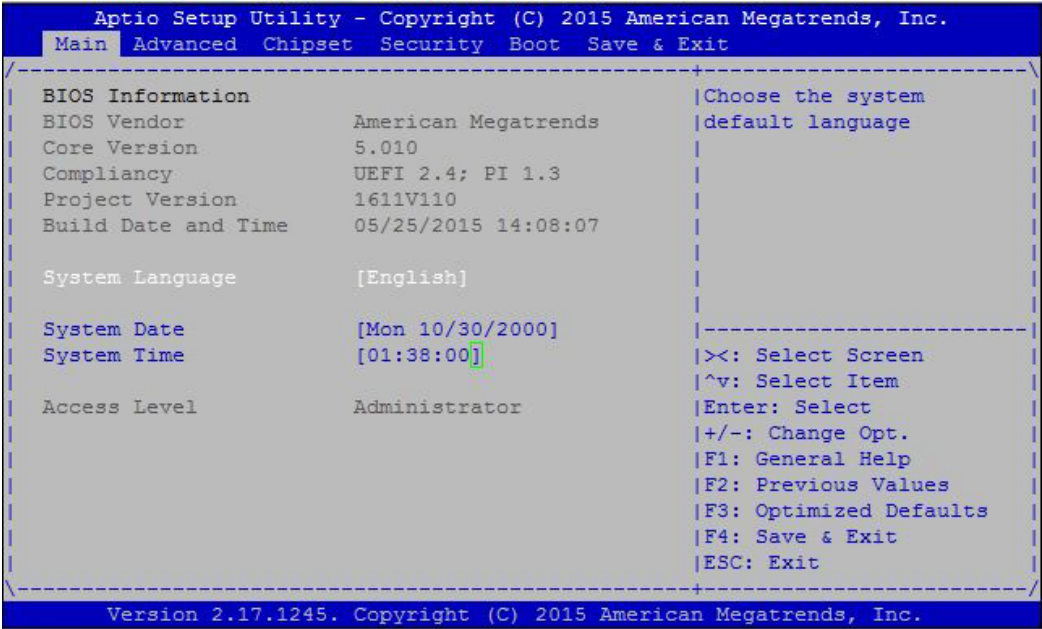 Aptio Setup Utility - Copyright (C) 2015 American Megatrends, Inc.
Main Advanced Chipset Security Boot Save & Exit
BIOS Information
BIOS Vendor American Megatrends
Core Version 5.010
Compliancy UEFI 2.4; PI 1.3
Project Version 1611V110
Build Date and Time 05/25/2015 14:08:07
System Language [English]
System Date [Mon 10/30/2000]
System Time [01:38:00]
Access Level Administrator
Choose the system
default language
><: Select Screen
^v: Select Item
Enter: Select
+/-: Change Opt.
F1: General Help
F2: Previous Values
F3: Optimized Defaults
F4: Save & Exit
ESC: Exit
Version 2.17.1245. Copyright (C) 2015 American Megatrends, Inc.